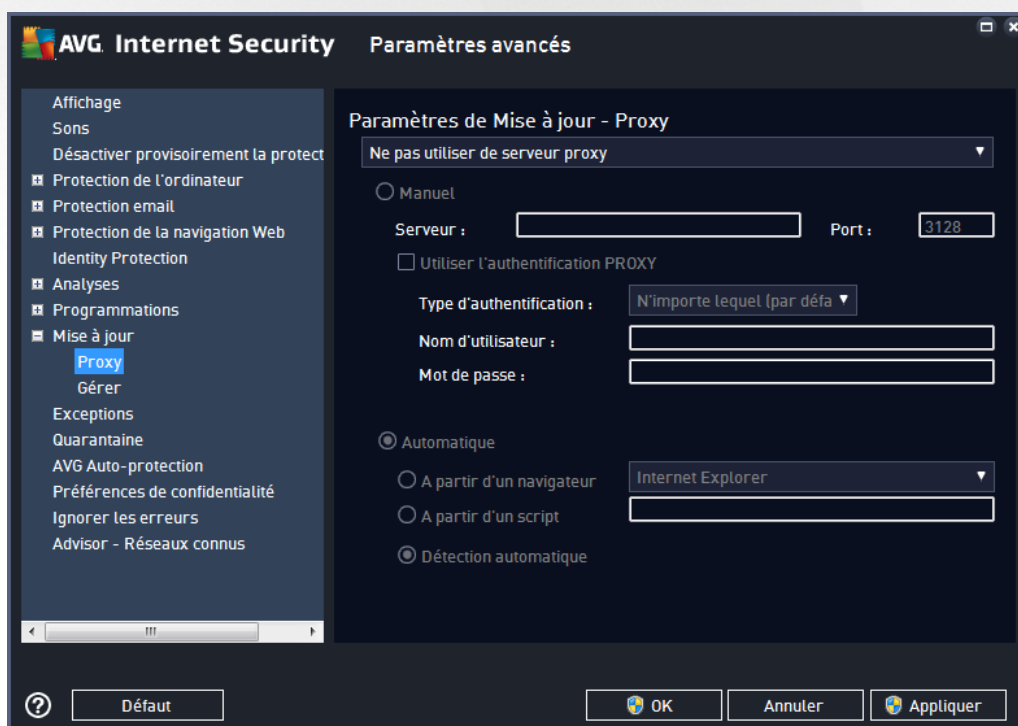 AVG. Internet Security Paramètres avancés
Affichage
Sons
Désactiver provisoirement la protect
Protection de l'ordinateur
Protection email
Protection de la navigation Web
Identity Protection
Analyses
Programmations
Mise à jour
Proxy
Gérer
Exceptions
Quarantaine
AVG Auto-protection
Préférences de confidentialité
Ignorer les erreurs
Advisor - Réseaux connus
Paramètres de Mise à jour - Proxy
Ne pas utiliser de serveur proxy
Manuel
Serveur : Port : 3128
Utiliser l'authentification PROXY
Type d'authentification : N'importe lequel (par défa
Nom d'utilisateur :
Mot de passe :
Automatique
A partir d'un navigateur Internet Explorer
A partir d'un script
Détection automatique
? Défaut OK Annuler Appliquer